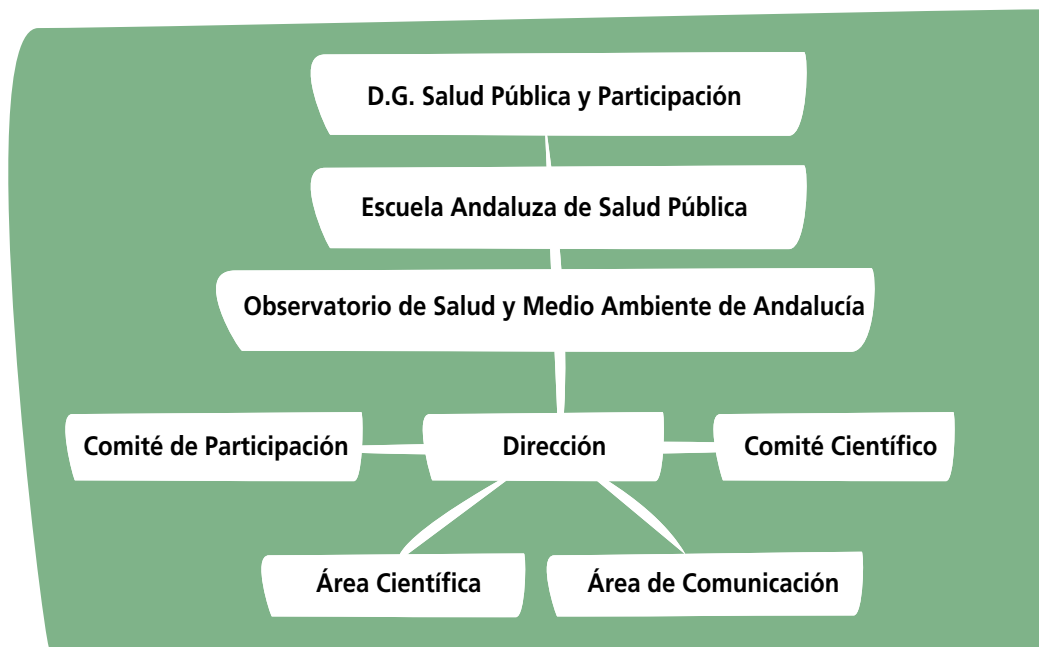 D.G. Salud Pública y Participación
Escuela Andaluza de Salud Pública
Observatorio de Salud y Medio Ambiente de Andalucía
Comité de Participación
Dirección
Comité Científico
Área Científica
Área de Comunicación